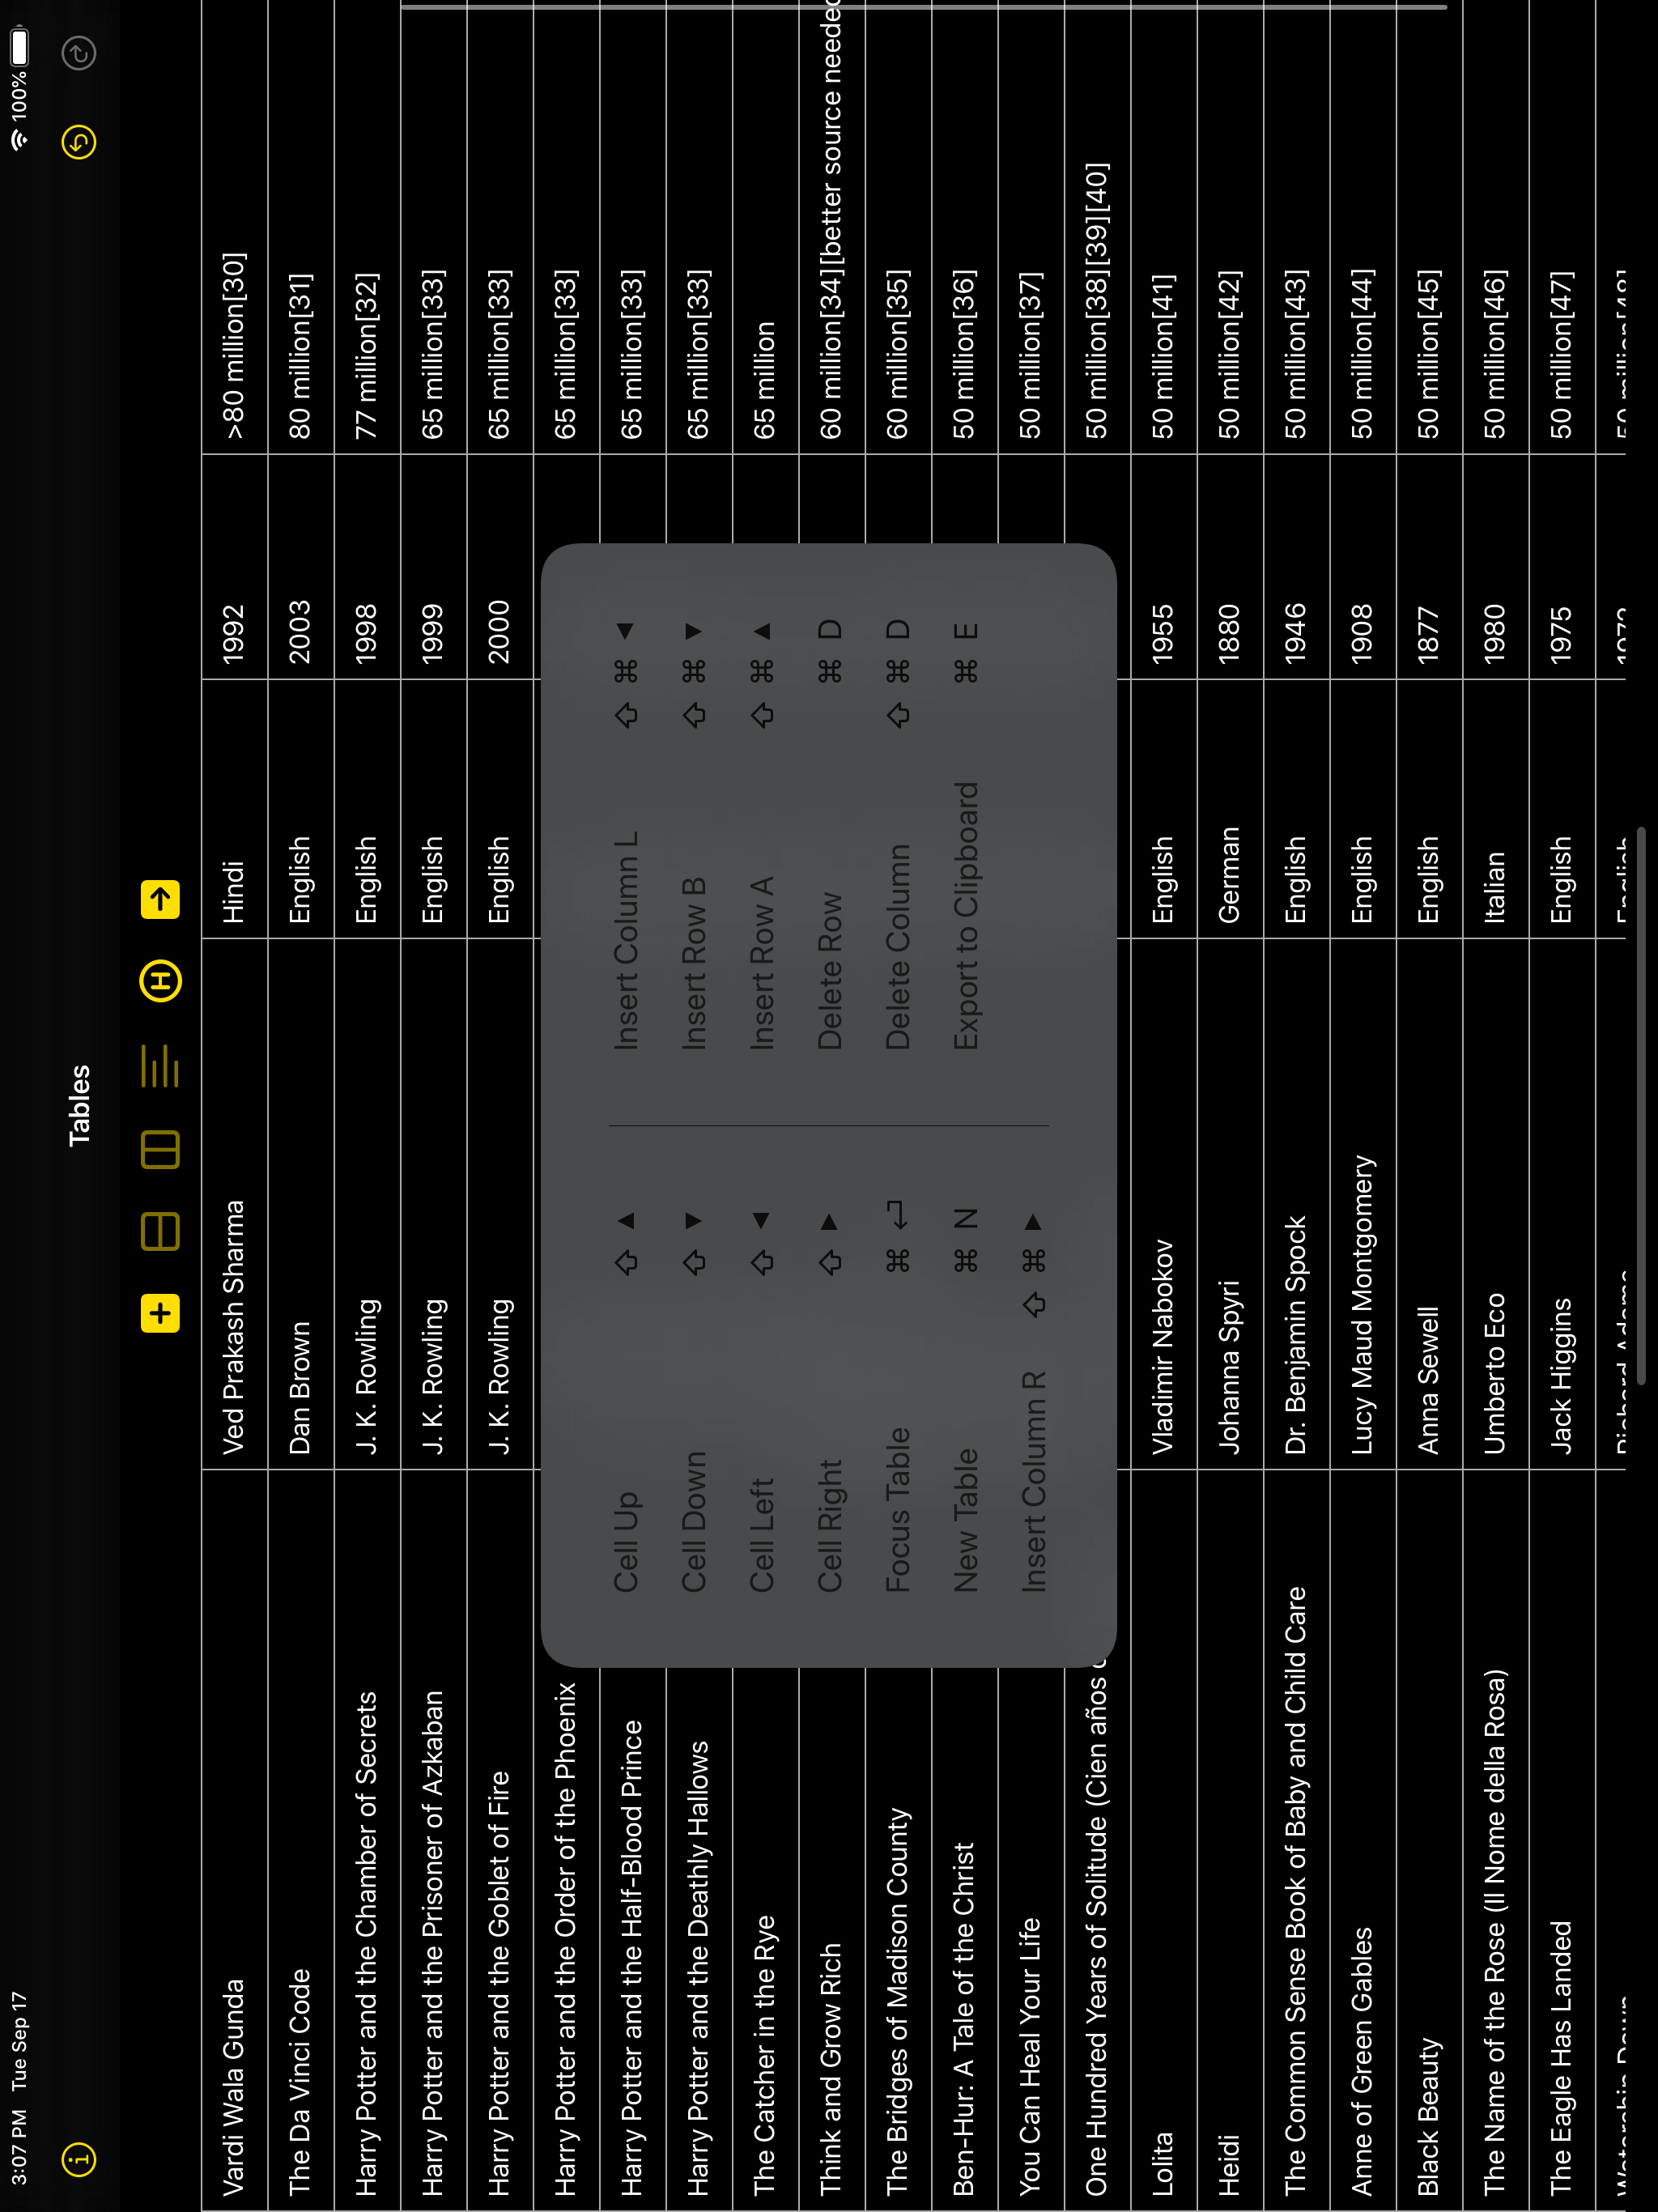 3:07 PM Tue Sep 17 100%
Tables
Vardi Wala Gunda Ved Prakash Sharma Hindi 1992 >80 million[30]
The Da Vinci Code Dan Brown English 2003 80 million[31]
Harry Potter and the Chamber of Secrets J. K. Rowling English 1998 77 million[32]
Harry Potter and the Prisoner of Azkaban J. K. Rowling English 1999 65 million[33]
Harry Potter and the Goblet of Fire J. K. Rowling English 2000 65 million[33]
Harry Potter and the Order of the Phoenix 65 million[33]
Harry Potter and the Half-Blood Prince 65 million[33]
Harry Potter and the Deathly Hallows 65 million[33]
The Catcher in the Rye 65 million
Think and Grow Rich 60 million[34][better source needed
The Bridges of Madison County 60 million[35]
Ben-Hur: A Tale of the Christ 50 million[36]
You Can Heal Your Life 50 million[37]
One Hundred Years of Solitude (Cien años 50 million[38][39][40]
Lolita Vladimir Nabokov English 1955 50 million[41]
Heidi Johanna Spyri German 1880 50 million[42]
The Common Sense Book of Baby and Child Care Dr. Benjamin Spock English 1946 50 million[43]
Anne of Green Gables Lucy Maud Montgomery English 1908 50 million[44]
Black Beauty Anna Sewell English 1877 50 million[45]
The Name of the Rose (Il Nome della Rosa) Umberto Eco Italian 1980 50 million[46]
The Eagle Has Landed Jack Higgins English 1975 50 million[47]
Watership Down Richard Adams English 1972 50 million[48]
Cell Up ⇧ ▲
Cell Down ⇧ ▼
Cell Left ⇧ ◀
Cell Right ⇧ ▶
Focus Table ⌘ ↩
New Table ⌘ N
Insert Column R ⇧ ⌘ ▶
Insert Column L ⇧ ⌘ ◀
Insert Row B ⇧ ⌘ ▼
Insert Row A ⇧ ⌘ ▲
Delete Row ⌘ D
Delete Column ⇧ ⌘ D
Export to Clipboard ⌘ E